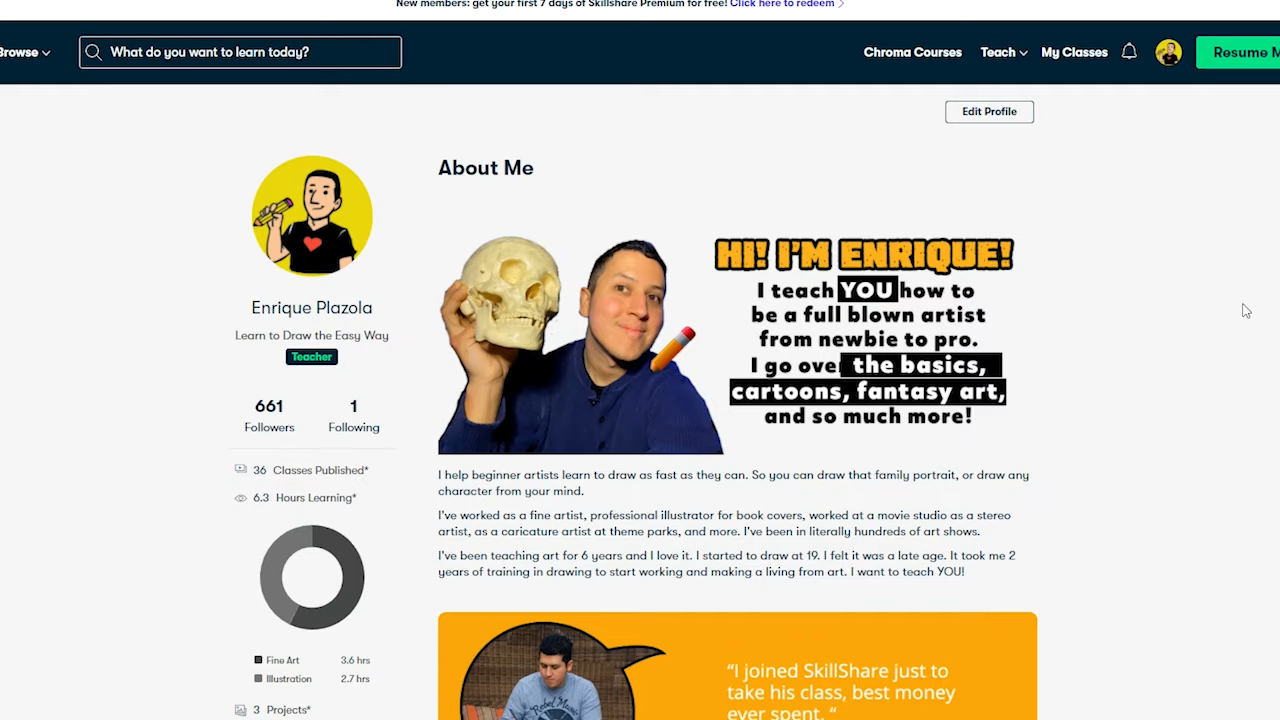 New members: get your first 7 days of Skillshare Premium for free! Click here to redeem
Browse
What do you want to learn today?
Chroma Courses
Teach
My Classes
Resume M
Edit Profile
Enrique Plazola
Learn to Draw the Easy Way
Teacher
661
Followers
1
Following
36 Classes Published*
6.3 Hours Learning*
Fine Art 3.6 hrs
Illustration 2.7 hrs
3 Projects*
About Me
HI! I'M ENRIQUE!
I teach YOU how to
be a full blown artist
from newbie to pro.
I go over the basics,
cartoons, fantasy art,
and so much more!
I help beginner artists learn to draw as fast as they can. So you can draw that family portrait, or draw any
character from your mind.
I've worked as a fine artist, professional illustrator for book covers, worked at a movie studio as a stereo
artist, as a caricature artist at theme parks, and more. I've been in literally hundreds of art shows.
I've been teaching art for 6 years and I love it. I started to draw at 19. I felt it was a late age. It took me 2
years of training in drawing to start working and making a living from art. I want to teach YOU!
"I joined SkillShare just to
take his class, best money
ever spent. "